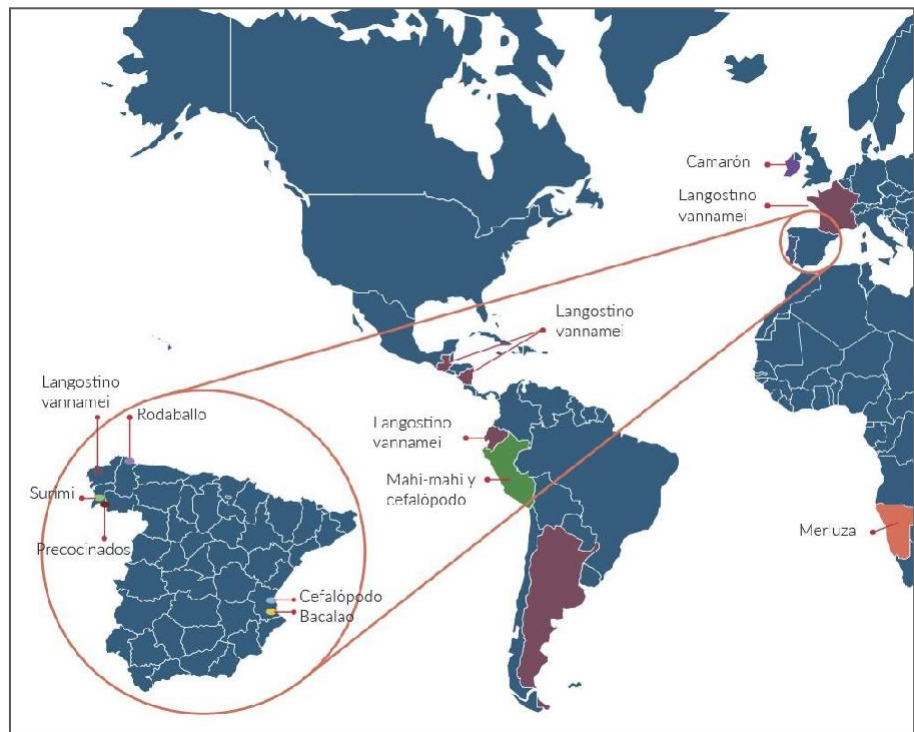 Camarón
Langostino
vannamei
Langostino
vannamei
Langostino
vannamei
Rodaballo
Langostino
vannamei
Mahi-mahi y
cefalópodo
Surimi
Precocinados
Merluza
Cefalópodo
Bacalao